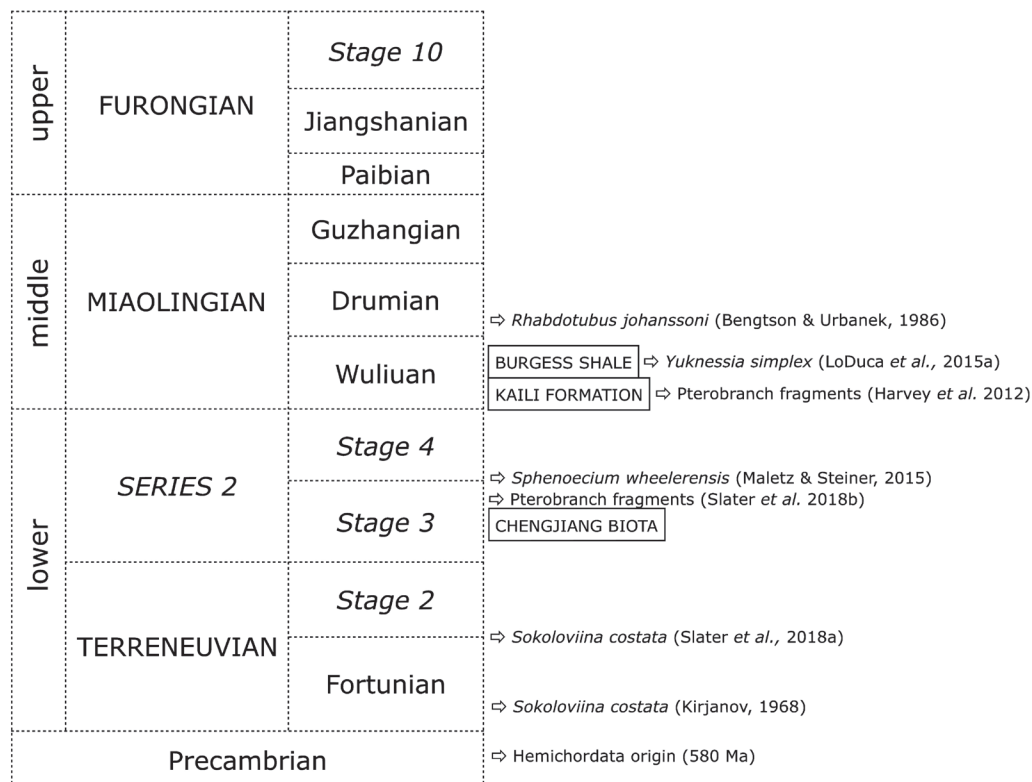 upper
FURONGIAN
Stage 10
Jiangshanian
Paibian
middle
MIAOLINGIAN
Guzhangian
Drumian
⇨ Rhabdotubus johanssoni (Bengtson & Urbanek, 1986)
Wuliuan
BURGESS SHALE ⇨ Yuknessia simplex (LoDuca et al., 2015a)
KAILI FORMATION ⇨ Pterobranch fragments (Harvey et al. 2012)
lower
SERIES 2
Stage 4
⇨ Sphenoecium wheelerensis (Maletz & Steiner, 2015)
⇨ Pterobranch fragments (Slater et al. 2018b)
Stage 3
CHENGJIANG BIOTA
TERRENEUVIAN
Stage 2
⇨ Sokoloviina costata (Slater et al., 2018a)
Fortunian
⇨ Sokoloviina costata (Kirjanov, 1968)
Precambrian
⇨ Hemichordata origin (580 Ma)